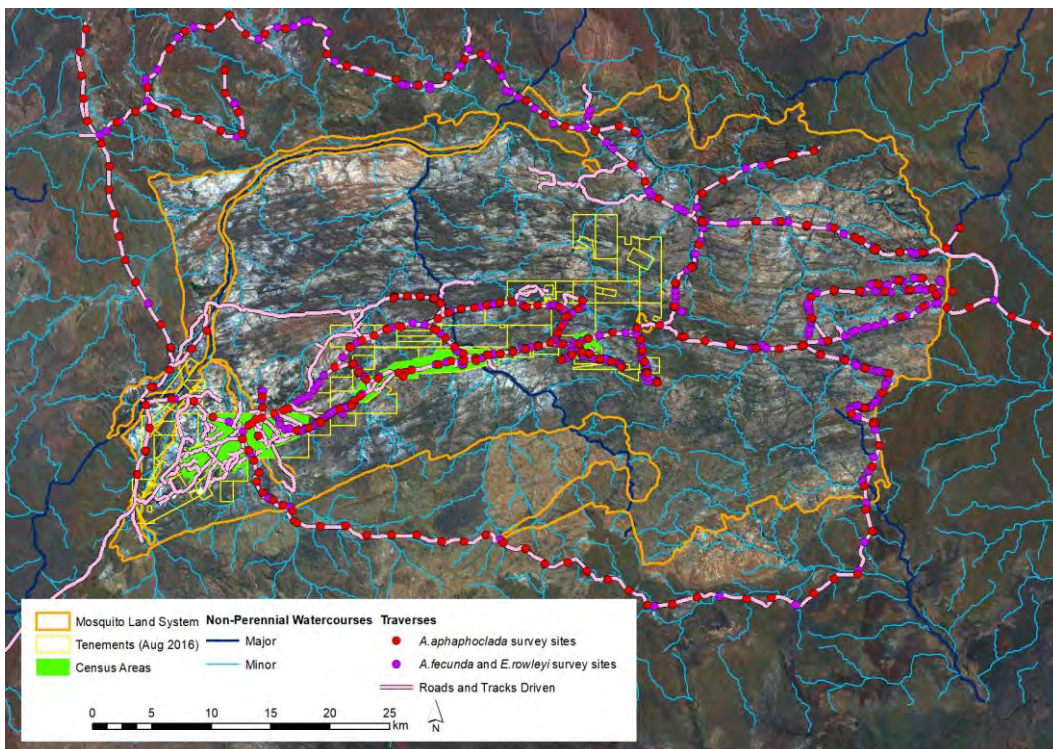 Mosquito Land System
Tenements (Aug 2016)
Census Areas
Non-Perennial Watercourses
Major
Minor
Traverses
A.aphaphoclada survey sites
A.fecunda and E.rowleyi survey sites
Roads and Tracks Driven
0 5 10 15 20 25
km
N